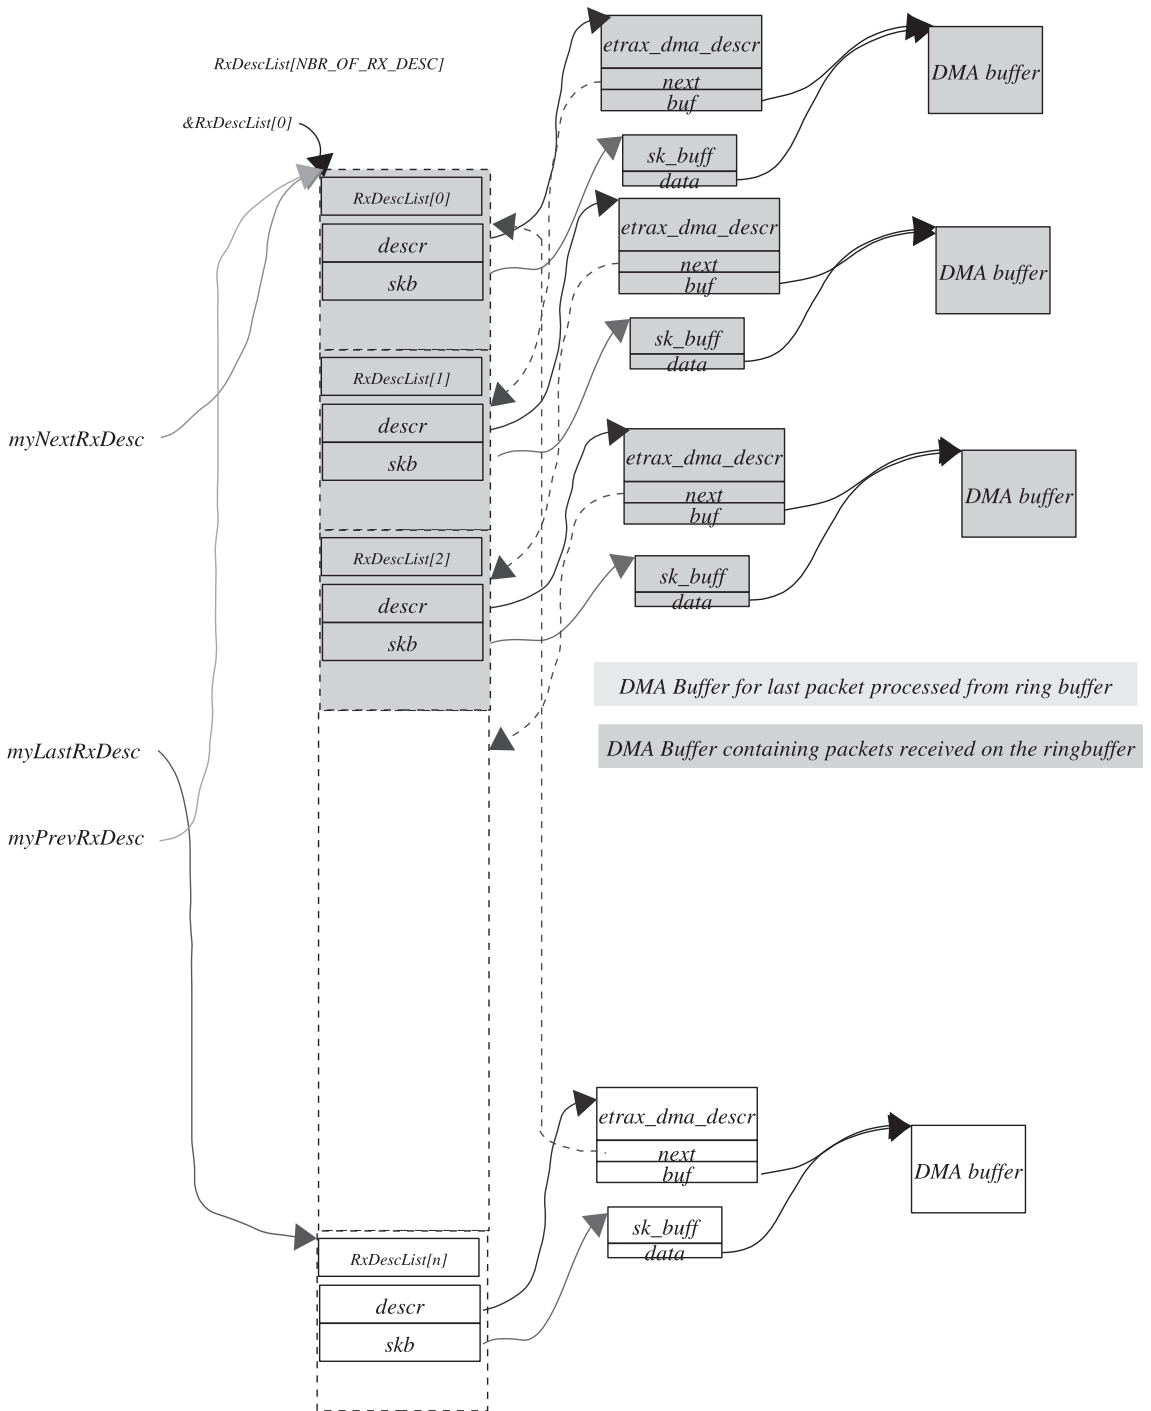 RxDescList[NBR_OF_RX_DESC]
&RxDescList[0]
etrax_dma_descr
next
buf
DMA buffer
sk_buff
data
RxDescList[0]
descr
skb
etrax_dma_descr
next
buf
DMA buffer
sk_buff
data
RxDescList[1]
descr
skb
myNextRxDesc
etrax_dma_descr
next
buf
DMA buffer
sk_buff
data
RxDescList[2]
descr
skb
DMA Buffer for last packet processed from ring buffer
DMA Buffer containing packets received on the ringbuffer
myLastRxDesc
myPrevRxDesc
etrax_dma_descr
next
buf
DMA buffer
sk_buff
data
RxDescList[n]
descr
skb